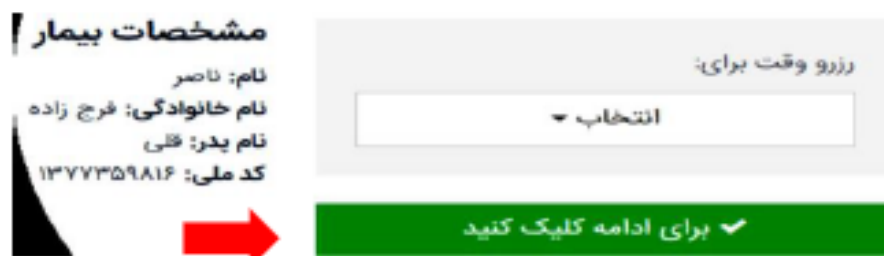 رزرو وقت برای:
انتخاب
برای ادامه کلیک کنید
مشخصات بیمار
نام: ناصر
نام خانوادگی: فرج زاده
نام پدر: قلی
کد ملی: ۱۳۷۷۳۵۹۸۱۶